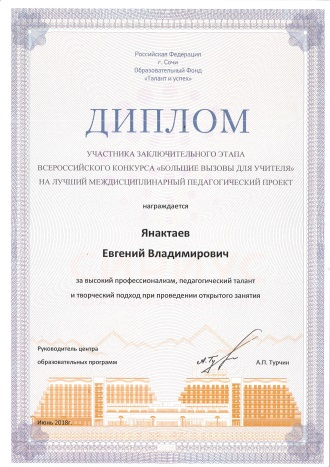 Российская Федерация
г. Сочи
Образовательный Фонд
«Талант и успех»
ДИПЛОМ
УЧАСТНИКА ЗАКЛЮЧИТЕЛЬНОГО ЭТАПА
ВСЕРОССИЙСКОГО КОНКУРСА «БОЛЬШИЕ ВЫЗОВЫ ДЛЯ УЧИТЕЛЯ»
НА ЛУЧШИЙ МЕЖДИСЦИПЛИНАРНЫЙ ПЕДАГОГИЧЕСКИЙ ПРОЕКТ
награждается
Янактаев
Евгений Владимирович
за высокий профессионализм, педагогический талант
и творческий подход при проведении открытого занятия
Руководитель центра
образовательных программ
А.П. Турчин
Июнь 2018г.